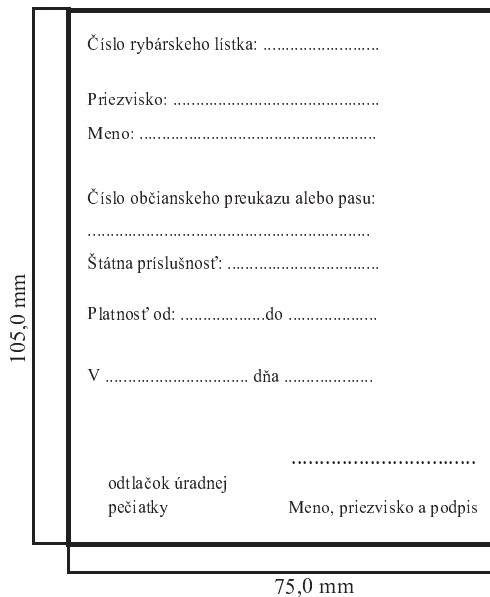 Číslo rybárskeho lístka: ..........................
Priezvisko: ..............................................
Meno: .....................................................
Číslo občianskeho preukazu alebo pasu:
...............................................................
Štátna príslušnosť: ..................................
Platnosť od: ...................do ....................
V ................................ dňa ....................
.................................
odtlačok úradnej
pečiatky
Meno, priezvisko a podpis
105,0 mm
75,0 mm